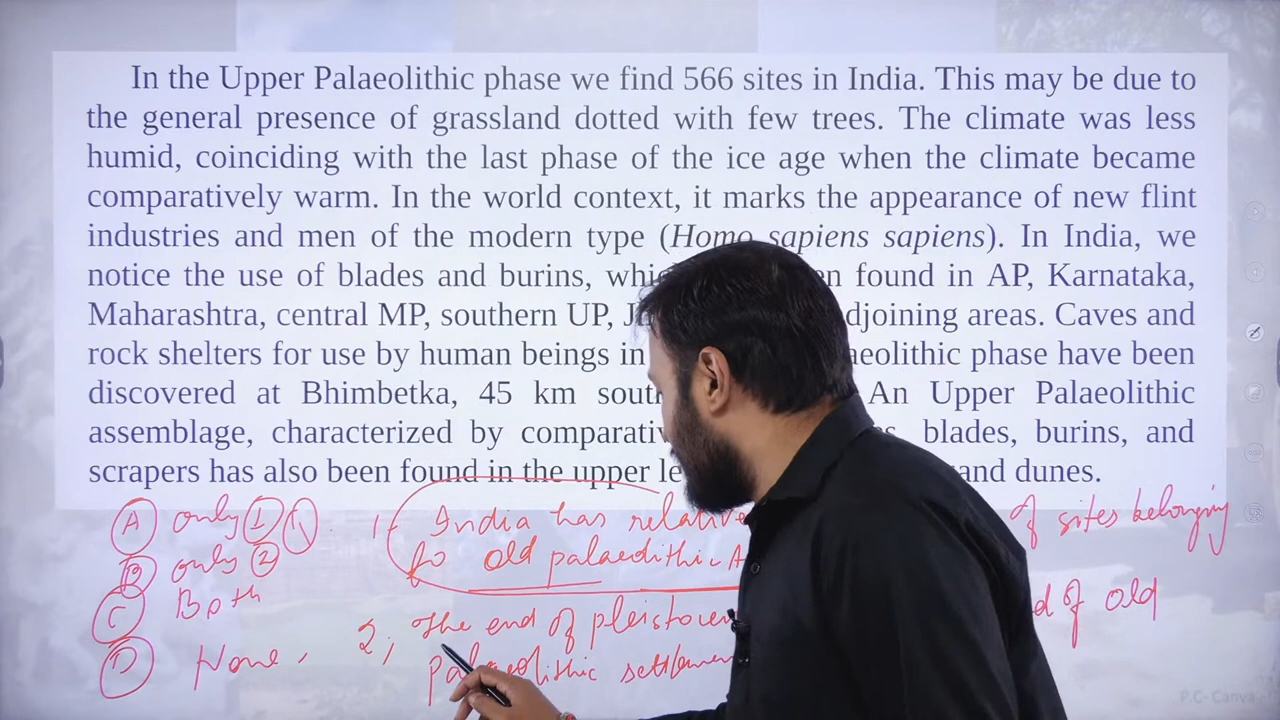 In the Upper Palaeolithic phase we find 566 sites in India. This may be due to
the general presence of grassland dotted with few trees. The climate was less
humid, coinciding with the last phase of the ice age when the climate became
comparatively warm. In the world context, it marks the appearance of new flint
industries and men of the modern type (Homo sapiens sapiens). In India, we
notice the use of blades and burins, found in AP, Karnataka,
Maharashtra, central MP, southern UP, areas. Caves and
rock shelters for use by human beings in phase have been
discovered at Bhimbetka, 45 km An Upper Palaeolithic
assemblage, characterized by blades, burins, and
scrapers has also been found in the upper dunes.
A only 1 1, 1- India has of sites belonging
B only 2 to old palaeolithic
C Both 2, The end of of old
D None, palaeolithic
P.C- Canva